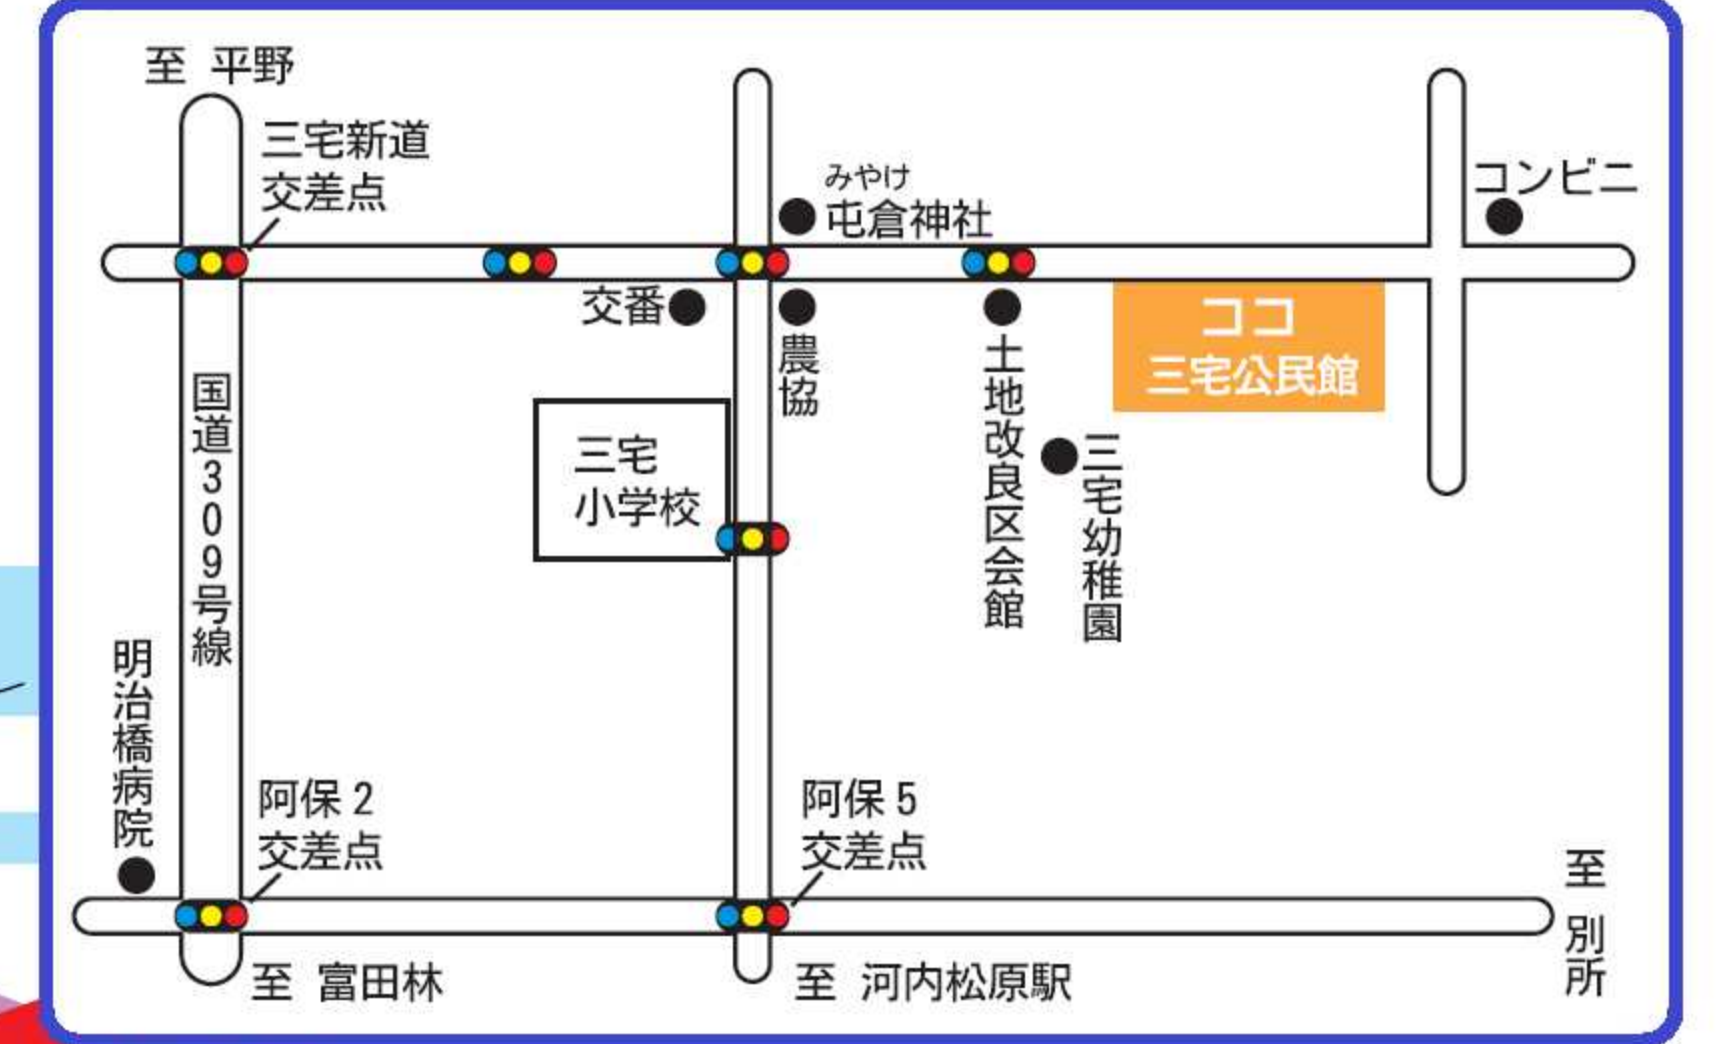 至 平野
三宅新道
交差点
みやけ
屯倉神社
コンビニ
交番
農協
ココ
三宅公民館
土地改良区会館
三宅幼稚園
国道309号線
三宅
小学校
明治橋病院
阿保2
交差点
阿保5
交差点
至 別所
至 富田林
至 河内松原駅